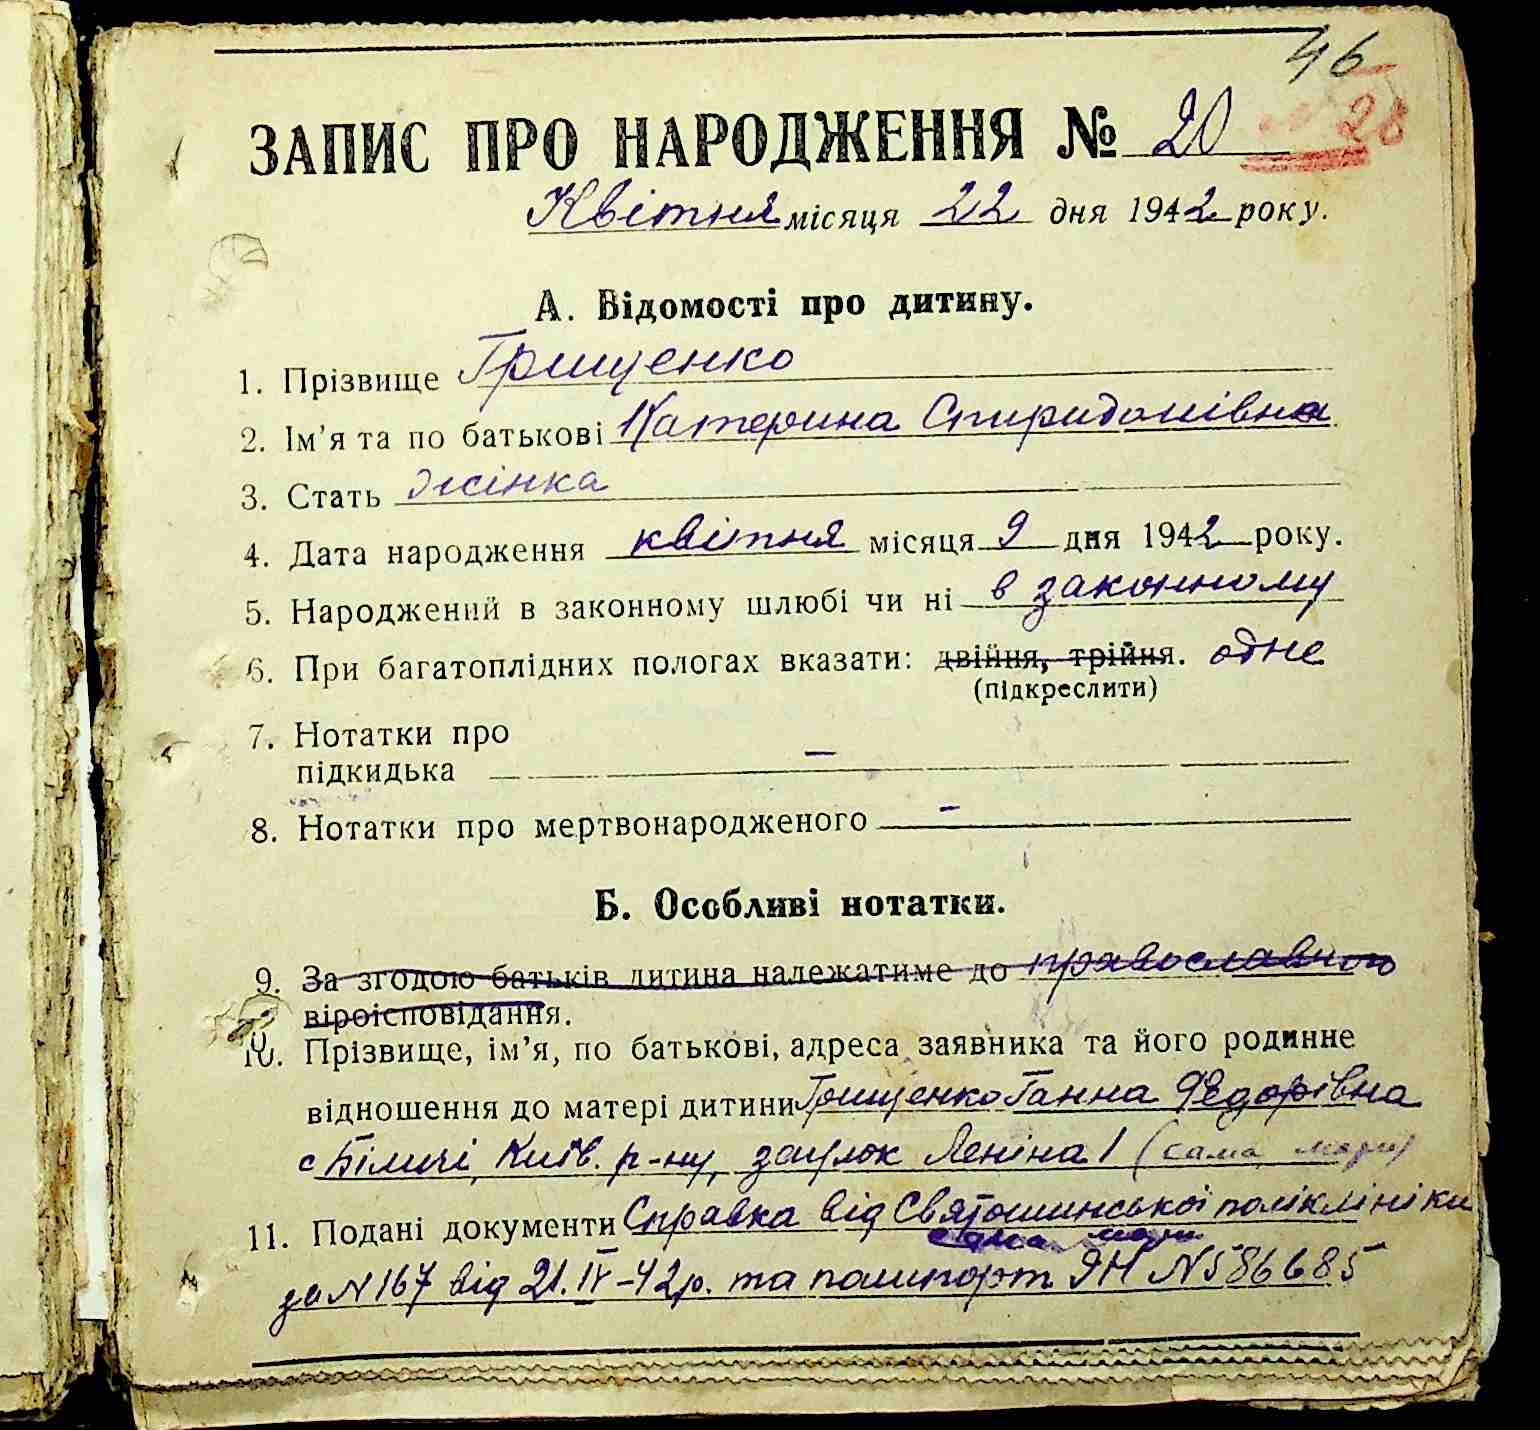 46
ЗАПИС ПРО НАРОДЖЕННЯ № 20 28
Квітня місяця 22 дня 1942 року.
А. Відомості про дитину.
1. Прізвище Грищенко
2. Ім'я та по батькові Катерина Спиридонівна
3. Стать жінка
4. Дата народження квітня місяця 9 дня 1942 року.
5. Народжений в законному шлюбі чи ні в законному
6. При багатоплідних пологах вказати: двійня, трійня. одне
(підкреслити)
7. Нотатки про
підкидька —
8. Нотатки про мертвонародженого -
Б. Особливі нотатки.
9. За згодою батьків дитина належатиме до православного
віроісповідання.
10. Прізвище, ім'я, по батькові, адреса заявника та його родинне
відношення до матері дитини Грищенко Ганна Федорівна
с Біличі, Київ. р-ну, заулок Леніна 1 (сама мати)
11. Подані документи Справка від Святошинської поліклініки
сама мати
за N 167 від 21.IV-42р. та пашпорт ЯН N 586685